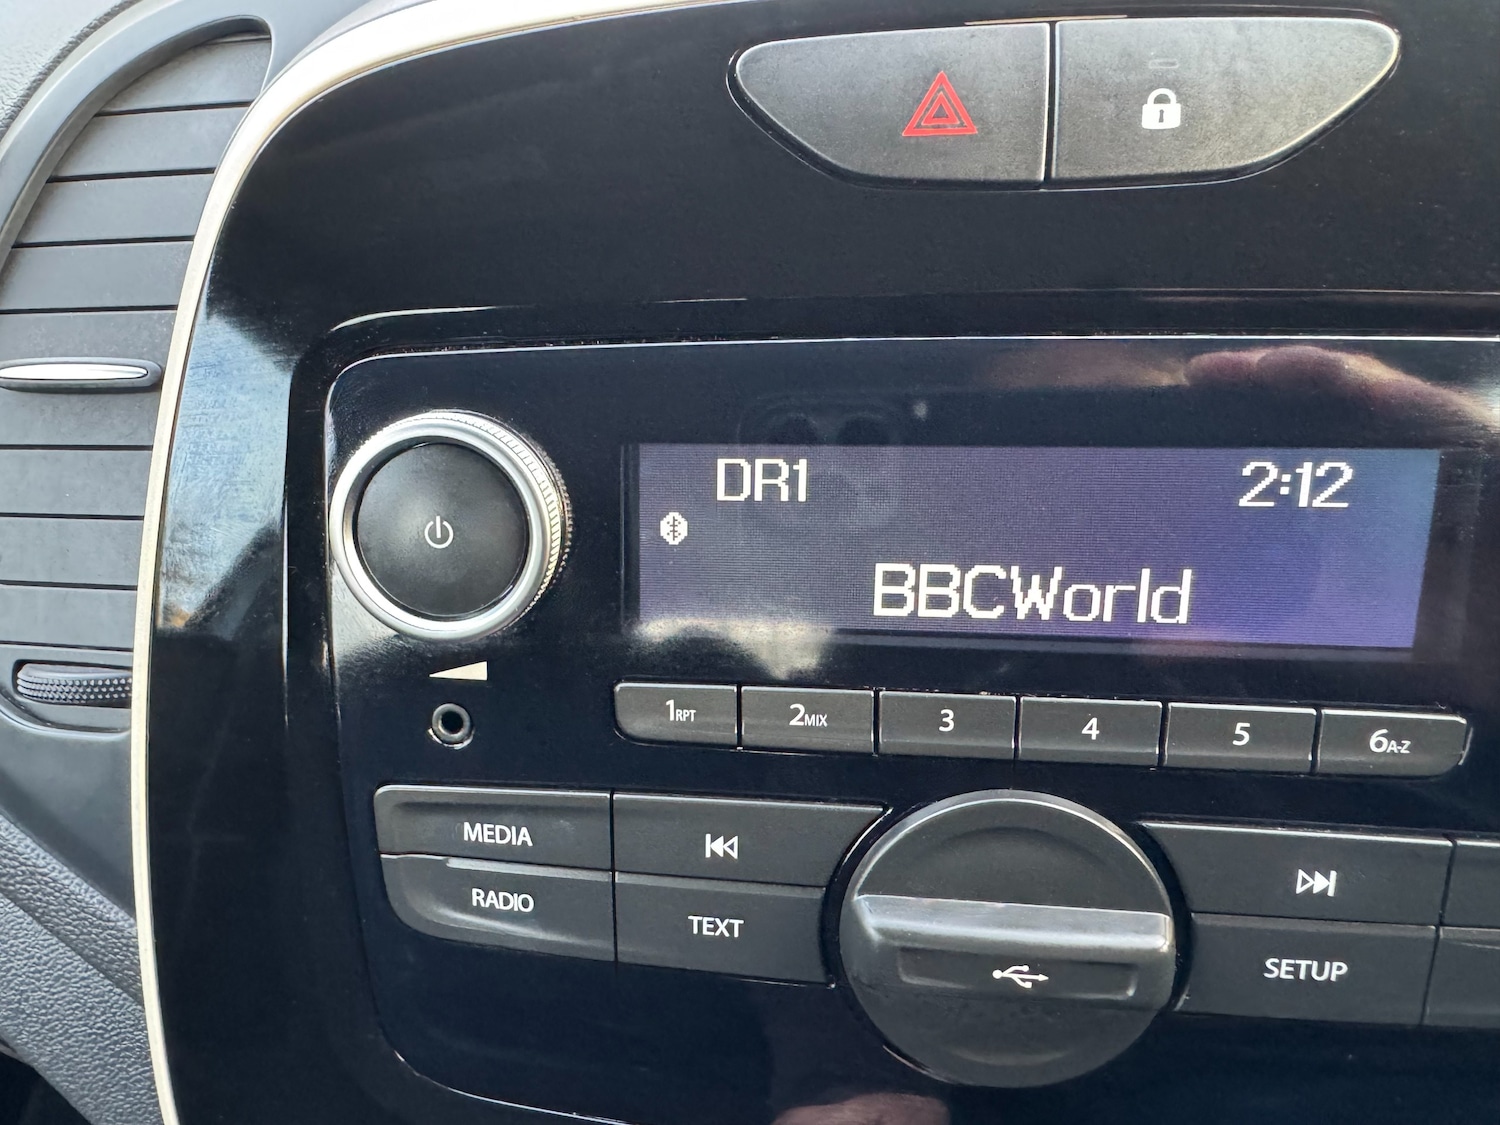 DR1 2:12
BBCWorld
1RPT 2MIX 3 4 5 6A-Z
MEDIA
RADIO
TEXT
SETUP